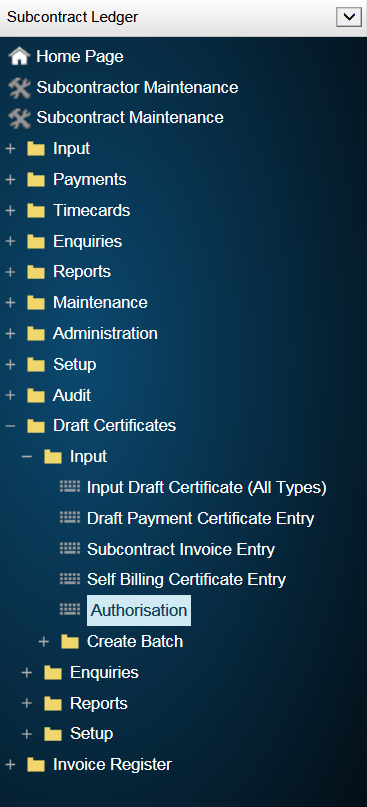 Subcontract Ledger
Home Page
Subcontractor Maintenance
Subcontract Maintenance
Input
Payments
Timecards
Enquiries
Reports
Maintenance
Administration
Setup
Audit
Draft Certificates
Input
Input Draft Certificate (All Types)
Draft Payment Certificate Entry
Subcontract Invoice Entry
Self Billing Certificate Entry
Authorisation
Create Batch
Enquiries
Reports
Setup
Invoice Register